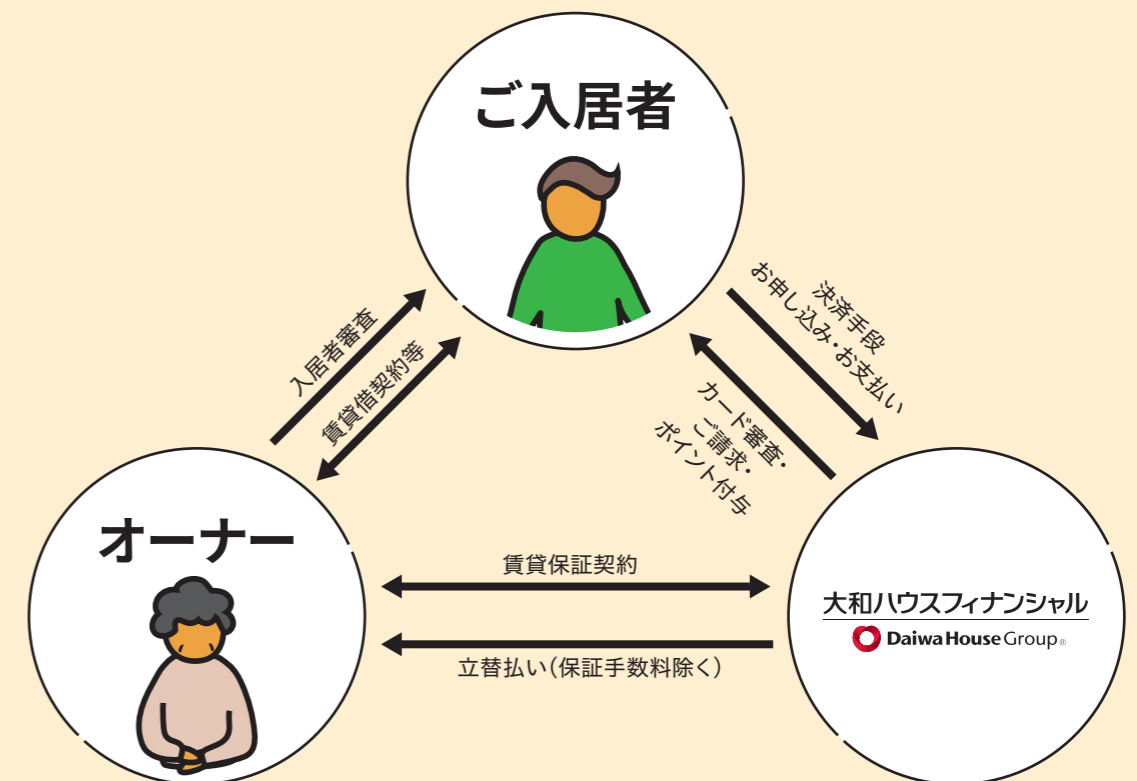 ご入居者
入居者審査
賃貸借契約等
決済手段
お申し込み・お支払い
カード審査・
ご請求・
ポイント付与
オーナー
賃貸保証契約
立替払い（保証手数料除く）
大和ハウスフィナンシャル
Daiwa House Group®